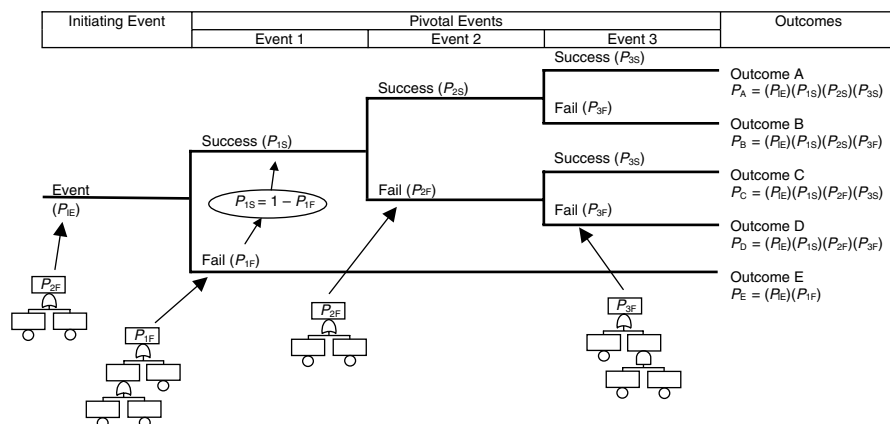 Initiating Event
Pivotal Events
Outcomes
Event 1
Event 2
Event 3
Success (P3S)
Outcome A
PA = (PIE)(P1S)(P2S)(P3S)
Success (P2S)
Fail (P3F)
Outcome B
PB = (PIE)(P1S)(P2S)(P3F)
Success (P1S)
Success (P3S)
Outcome C
PC = (PIE)(P1S)(P2F)(P3S)
Event
(PIE)
P1S = 1 – P1F
Fail (P2F)
Fail (P3F)
Outcome D
PD = (PIE)(P1S)(P2F)(P3F)
Fail (P1F)
Outcome E
PE = (PIE)(P1F)
P2F
P1F
P2F
P3F